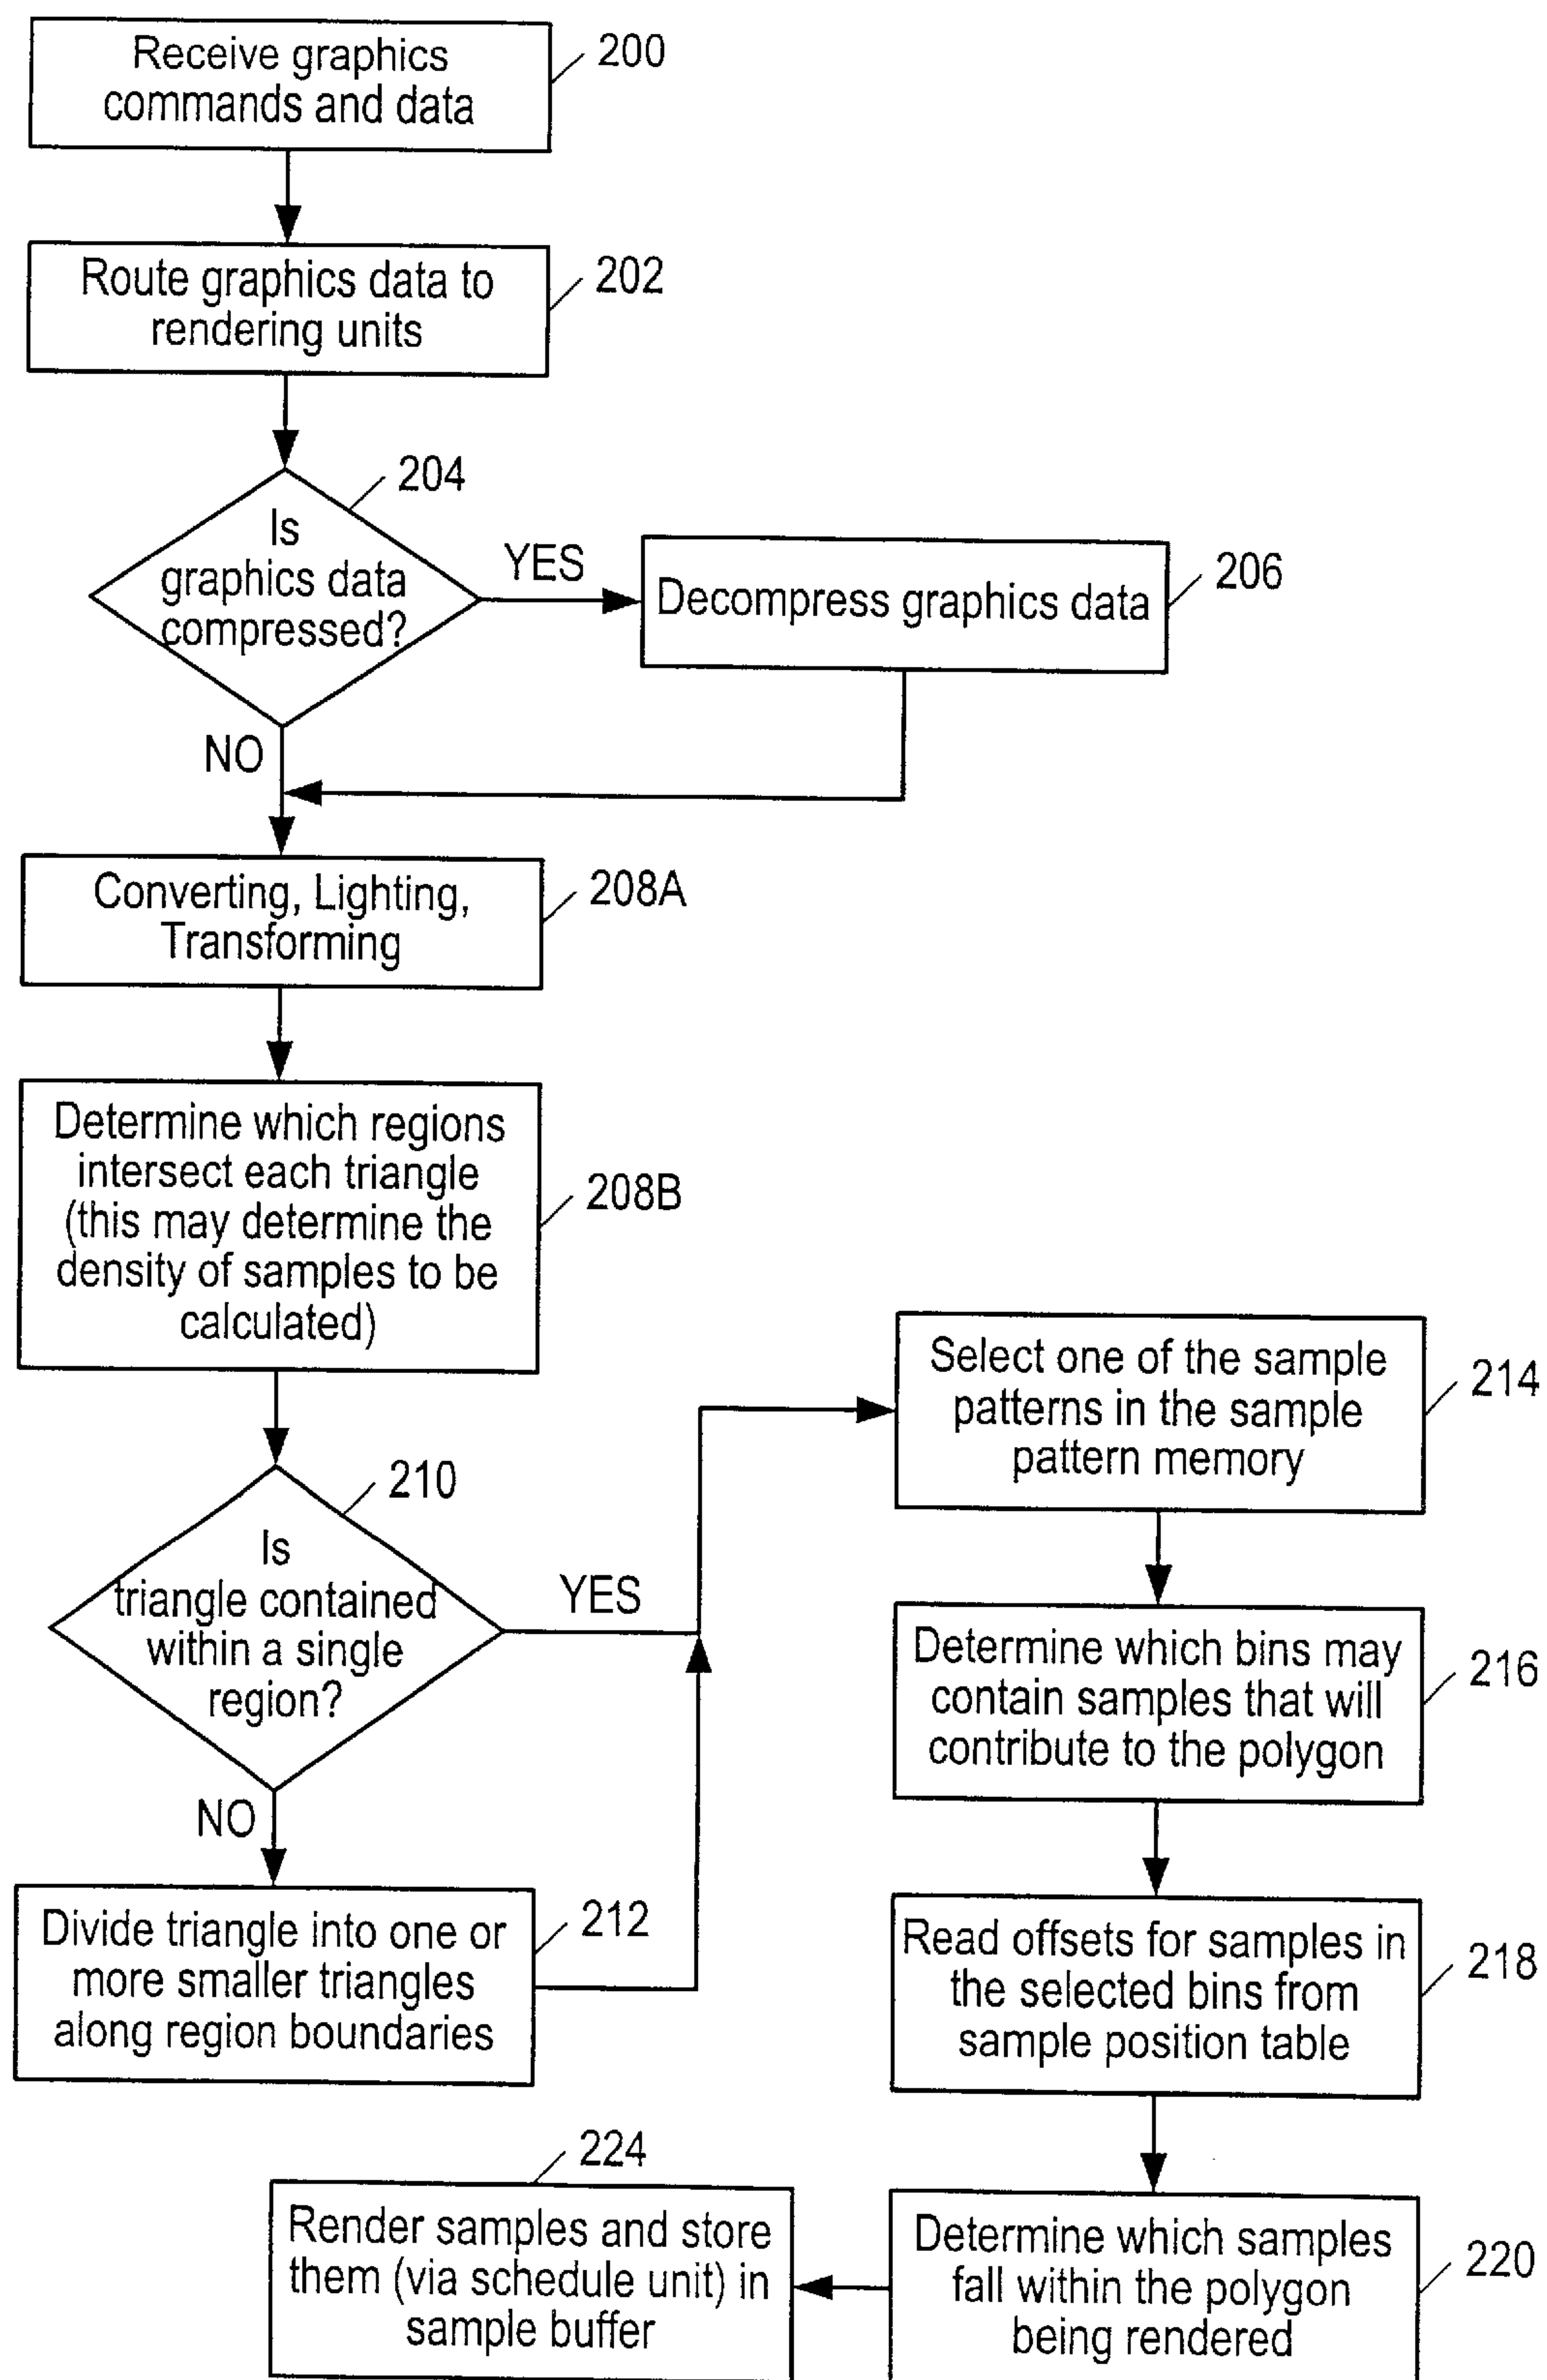 Receive graphics
commands and data
200
Route graphics data to
rendering units
202
204
Is
graphics data
compressed?
YES
Decompress graphics data
206
NO
Converting, Lighting,
Transforming
208A
Determine which regions
intersect each triangle
(this may determine the
density of samples to be
calculated)
208B
210
Is
triangle contained
within a single
region?
YES
NO
Divide triangle into one or
more smaller triangles
along region boundaries
212
Select one of the sample
patterns in the sample
pattern memory
214
Determine which bins may
contain samples that will
contribute to the polygon
216
Read offsets for samples in
the selected bins from
sample position table
218
Determine which samples
fall within the polygon
being rendered
220
224
Render samples and store
them (via schedule unit) in
sample buffer